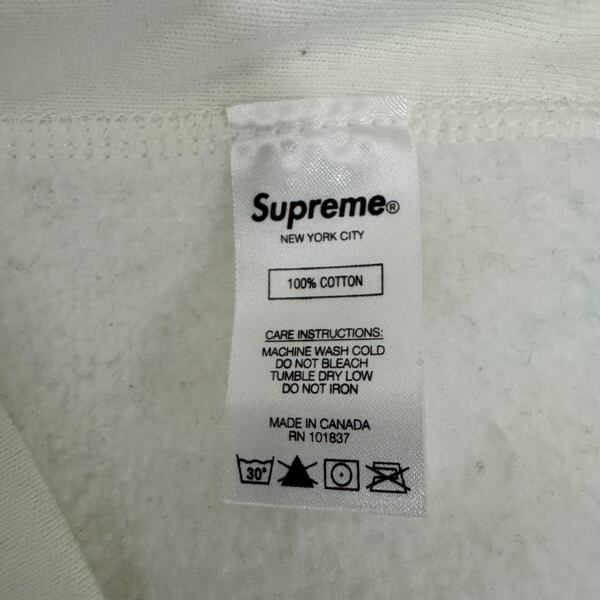 Supreme®
NEW YORK CITY
100% COTTON
CARE INSTRUCTIONS:
MACHINE WASH COLD
DO NOT BLEACH
TUMBLE DRY LOW
DO NOT IRON
MADE IN CANADA
RN 101837
30°